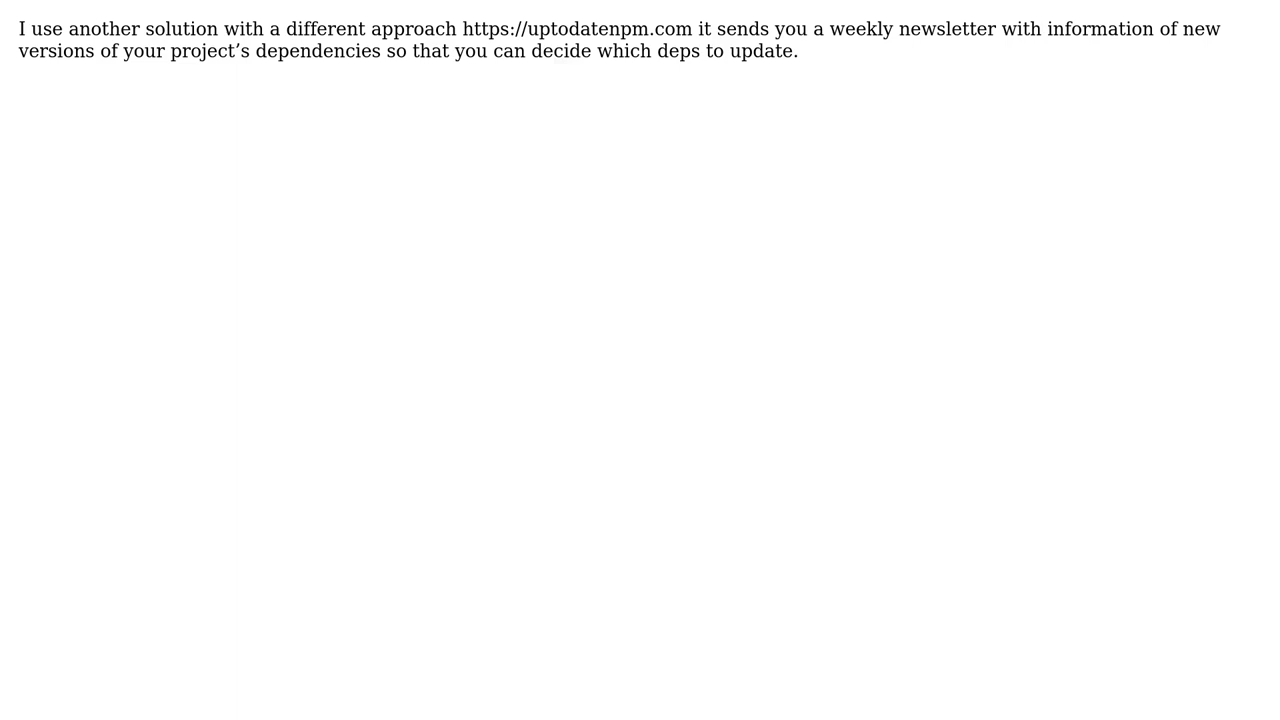 I use another solution with a different approach https://uptodatenpm.com it sends you a weekly newsletter with information of new
versions of your project’s dependencies so that you can decide which deps to update.